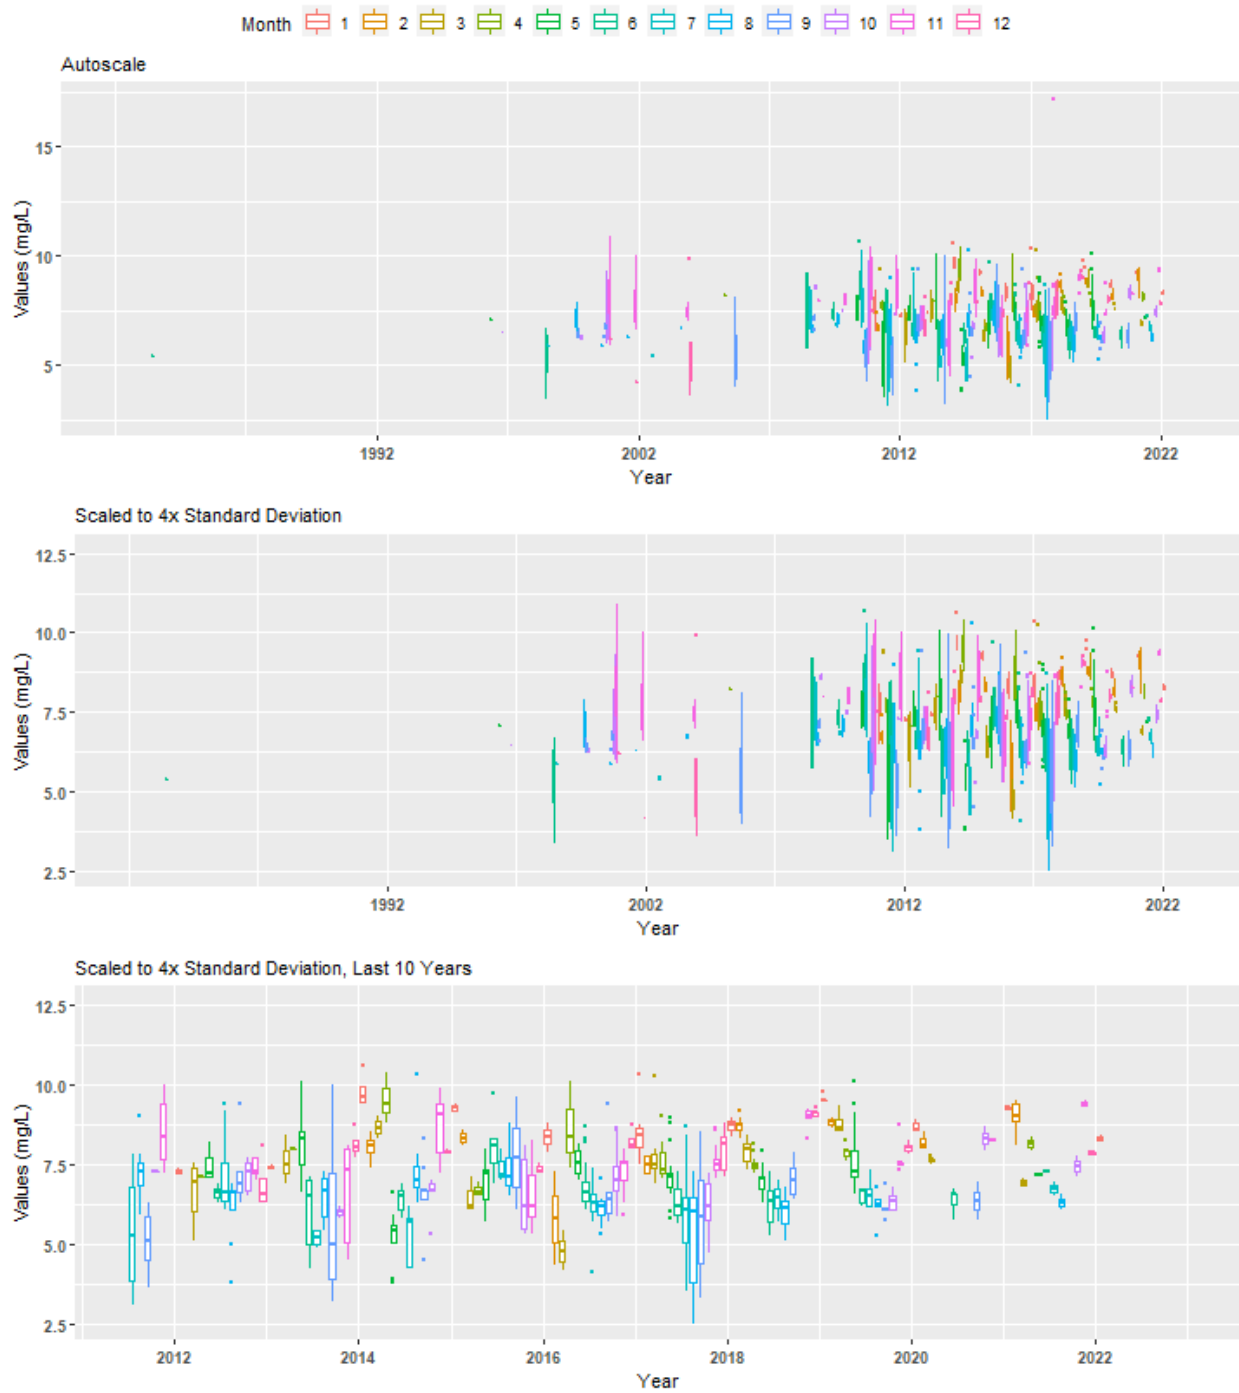 Month 1 2 3 4 5 6 7 8 9 10 11 12
Autoscale
15
10
5
Values (mg/L)
1992 2002 2012 2022
Year
Scaled to 4x Standard Deviation
12.5
10.0
7.5
5.0
2.5
Values (mg/L)
1992 2002 2012 2022
Year
Scaled to 4x Standard Deviation, Last 10 Years
12.5
10.0
7.5
5.0
2.5
Values (mg/L)
2012 2014 2016 2018 2020 2022
Year